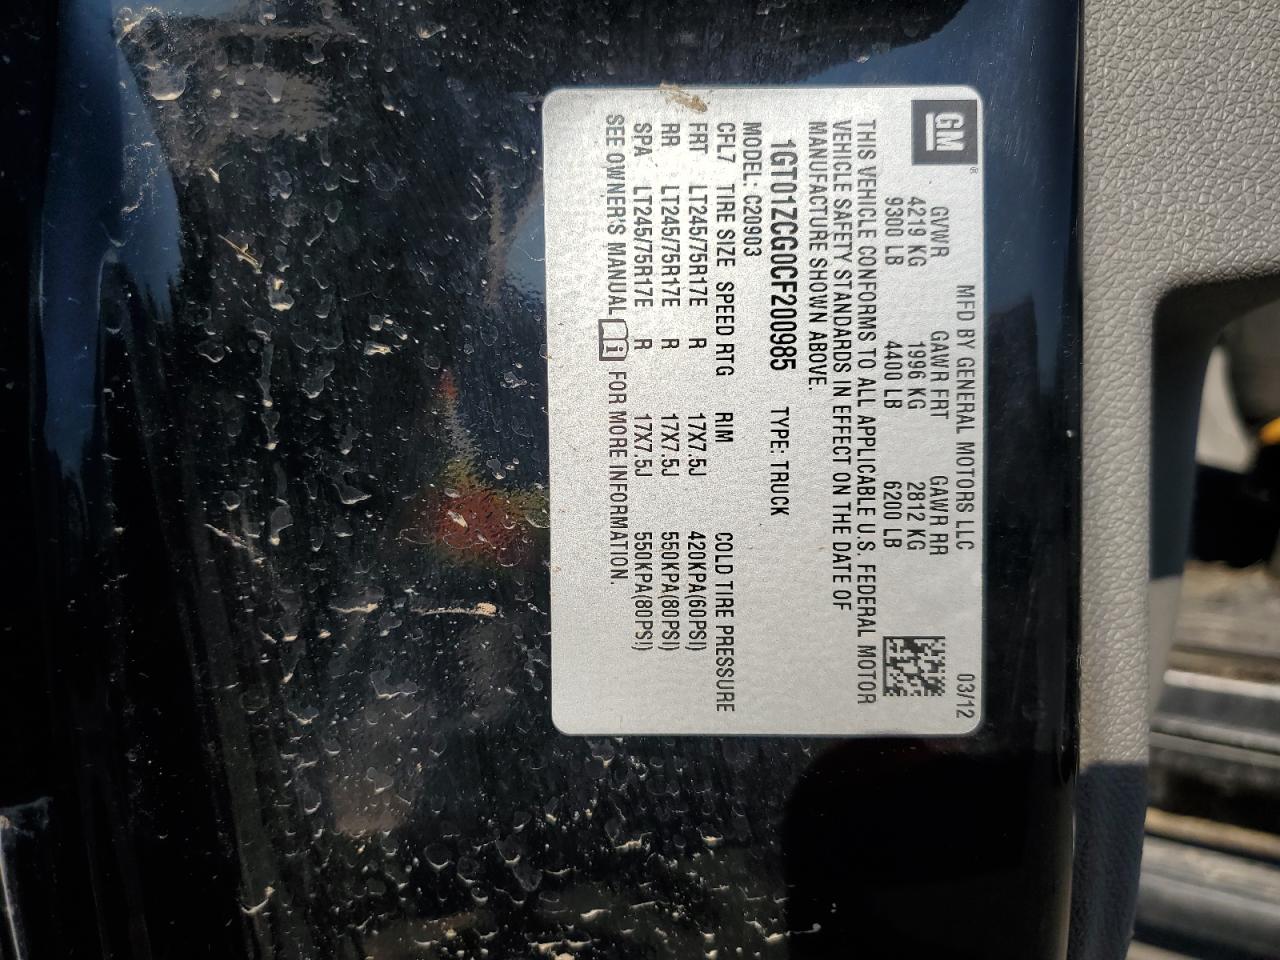 GM
MFD BY GENERAL MOTORS LLC 03/12
GVWR GAWR FRT GAWR RR
4219 KG 1996 KG 2812 KG
9300 LB 4400 LB 6200 LB
THIS VEHICLE CONFORMS TO ALL APPLICABLE U.S. FEDERAL MOTOR
VEHICLE SAFETY STANDARDS IN EFFECT ON THE DATE OF
MANUFACTURE SHOWN ABOVE.
1GT01ZCG0CF200985 TYPE: TRUCK
MODEL: C20903
CFL7 TIRE SIZE SPEED RTG RIM COLD TIRE PRESSURE
FRT LT245/75R17E R 17X7.5J 420KPA(60PSI)
RR LT245/75R17E R 17X7.5J 550KPA(80PSI)
SPA LT245/75R17E R 17X7.5J 550KPA(80PSI)
SEE OWNER'S MANUAL i FOR MORE INFORMATION.